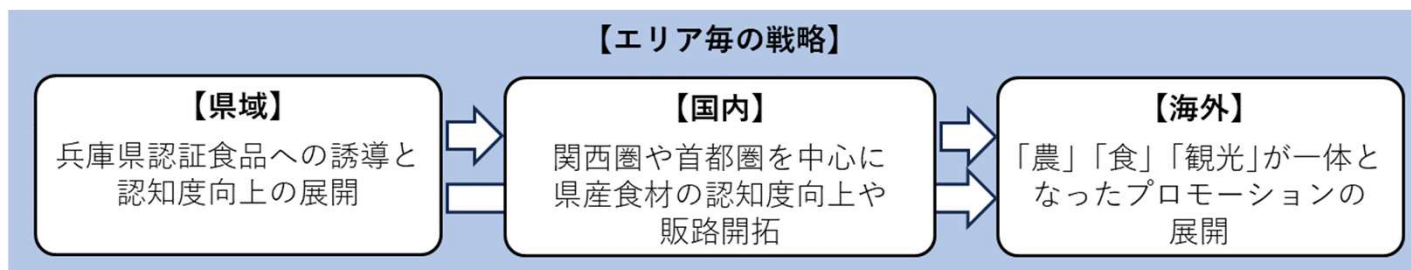 【エリア毎の戦略】
【県域】
兵庫県認証食品への誘導と
認知度向上の展開
【国内】
関西圏や首都圏を中心に
県産食材の認知度向上や
販路開拓
【海外】
「農」「食」「観光」が一体と
なったプロモーションの
展開